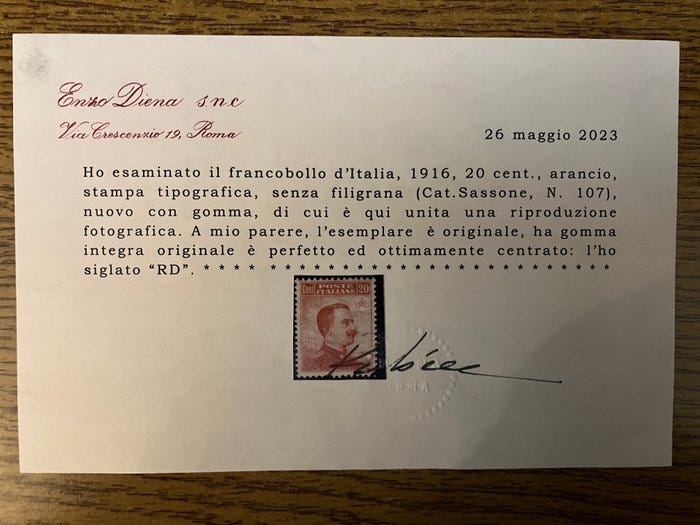 Enzo Diena s.n.c.
Via Crescenzio 19, Roma
26 maggio 2023
Ho esaminato il francobollo d'Italia, 1916, 20 cent., arancio,
stampa tipografica, senza filigrana (Cat.Sassone, N. 107),
nuovo con gomma, di cui è qui unita una riproduzione
fotografica. A mio parere, l'esemplare è originale, ha gomma
integra originale è perfetto ed ottimamente centrato: l'ho
siglato “RD”. * * * * * * * * * * * * * * * * * * * * * * * * * * * * *
Cent POSTE ITALIANE 20
ROMA